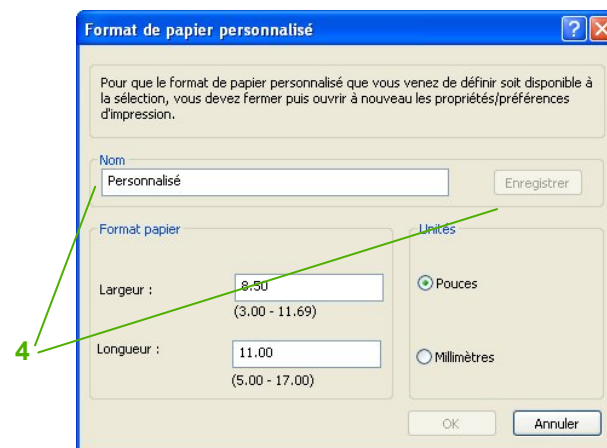 Format de papier personnalisé
Pour que le format de papier personnalisé que vous venez de définir soit disponible à
la sélection, vous devez fermer puis ouvrir à nouveau les propriétés/préférences
d'impression.
Nom
Personnalisé
Enregistrer
Format papier
Largeur :
8.50
(3.00 - 11.69)
Longueur :
11.00
(5.00 - 17.00)
Unités
Pouces
Millimètres
4
OK
Annuler